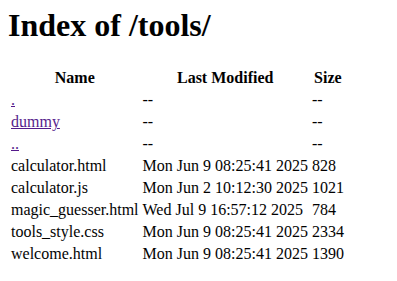 Index of /tools/
Name Last Modified Size
. -- --
dummy -- --
.. -- --
calculator.html Mon Jun 9 08:25:41 2025 828
calculator.js Mon Jun 2 10:12:30 2025 1021
magic_guesser.html Wed Jul 9 16:57:12 2025 784
tools_style.css Mon Jun 9 08:25:41 2025 2334
welcome.html Mon Jun 9 08:25:41 2025 1390